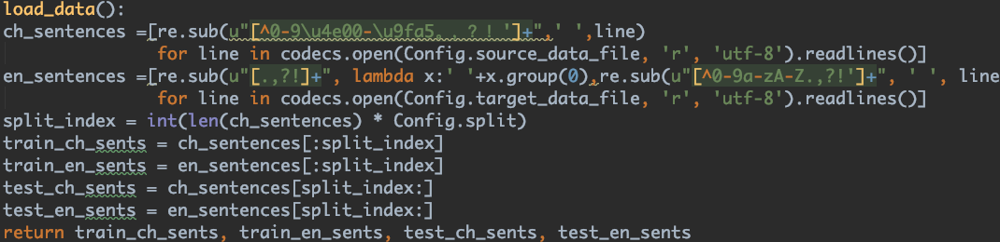 load_data():
ch_sentences =[re.sub(u"[^0-9\u4e00-\u9fa5。，？！']+",' ',line)
for line in codecs.open(Config.source_data_file, 'r', 'utf-8').readlines()]
en_sentences =[re.sub(u"[.,?!]+", lambda x:' '+x.group(0),re.sub(u"[^0-9a-zA-Z.,?!']+", ' ', line
for line in codecs.open(Config.target_data_file, 'r', 'utf-8').readlines()]
split_index = int(len(ch_sentences) * Config.split)
train_ch_sents = ch_sentences[:split_index]
train_en_sents = en_sentences[:split_index]
test_ch_sents = ch_sentences[split_index:]
test_en_sents = en_sentences[split_index:]
return train_ch_sents, train_en_sents, test_ch_sents, test_en_sents